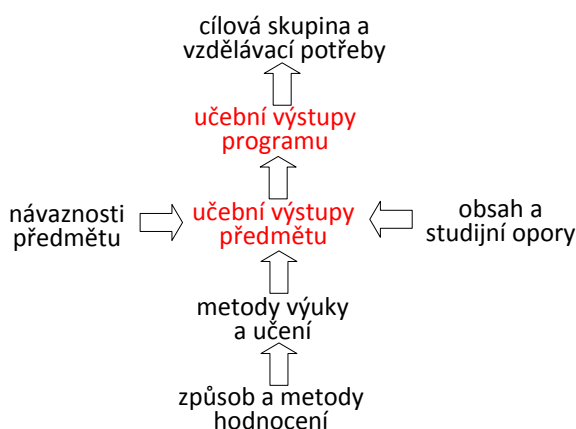 cílová skupina a
vzdělávací potřeby
učební výstupy
programu
návaznosti
předmětu
učební výstupy
předmětu
obsah a
studijní opory
metody výuky
a učení
způsob a metody
hodnocení